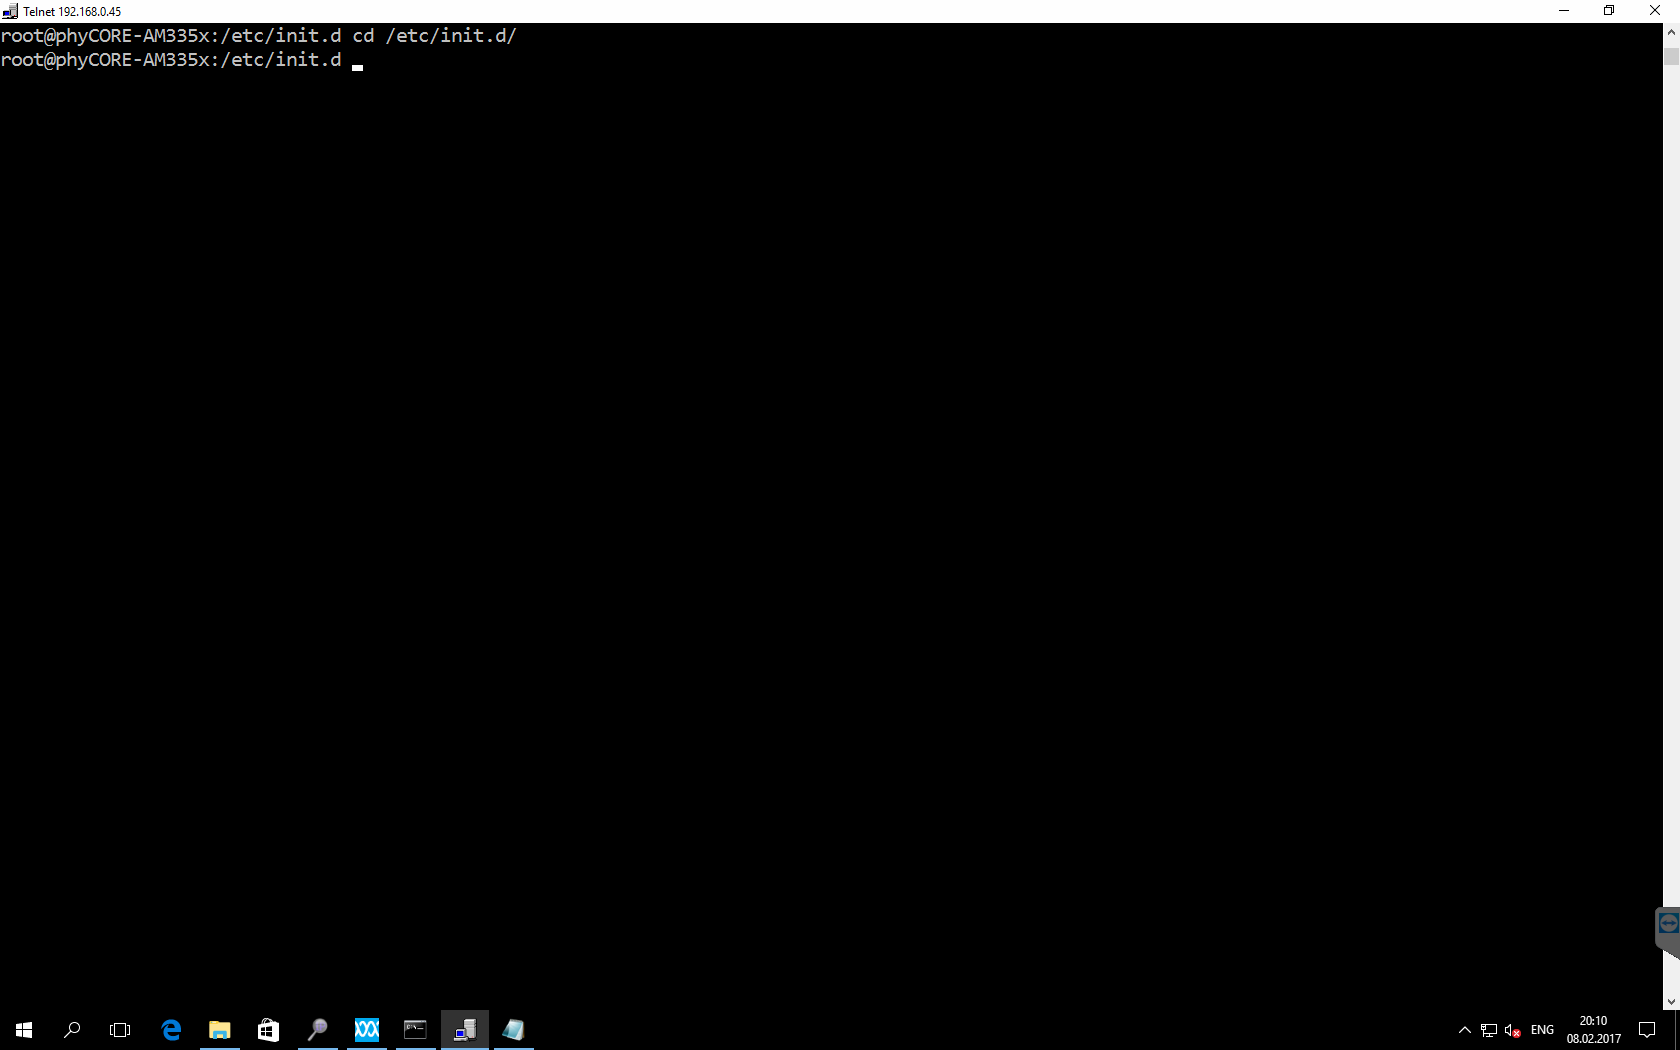 Telnet 192.168.0.45
root@phyCORE-AM335x:/etc/init.d cd /etc/init.d/
root@phyCORE-AM335x:/etc/init.d
ENG
20:10
08.02.2017